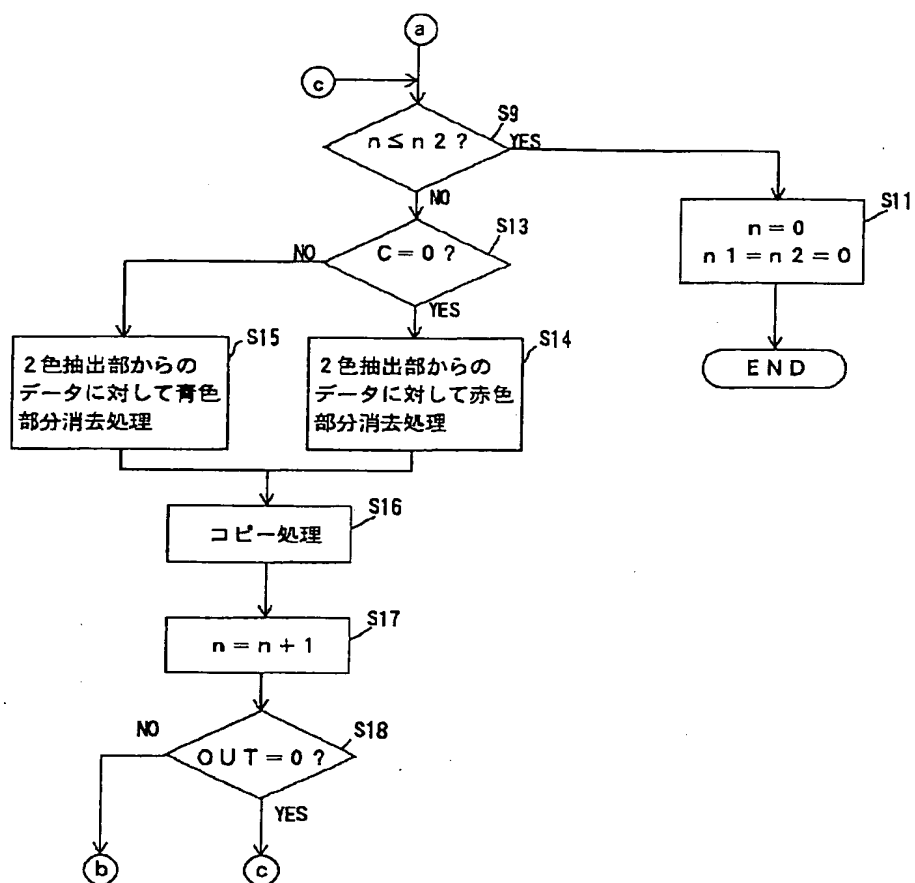 a
c
S9
n≦n2?
YES
NO
S11
n=0
n1=n2=0
S13
C=0?
NO
YES
END
S15
2色抽出部からの
データに対して青色
部分消去処理
S14
2色抽出部からの
データに対して赤色
部分消去処理
S16
コピー処理
S17
n=n+1
S18
OUT=0?
NO
YES
b
c